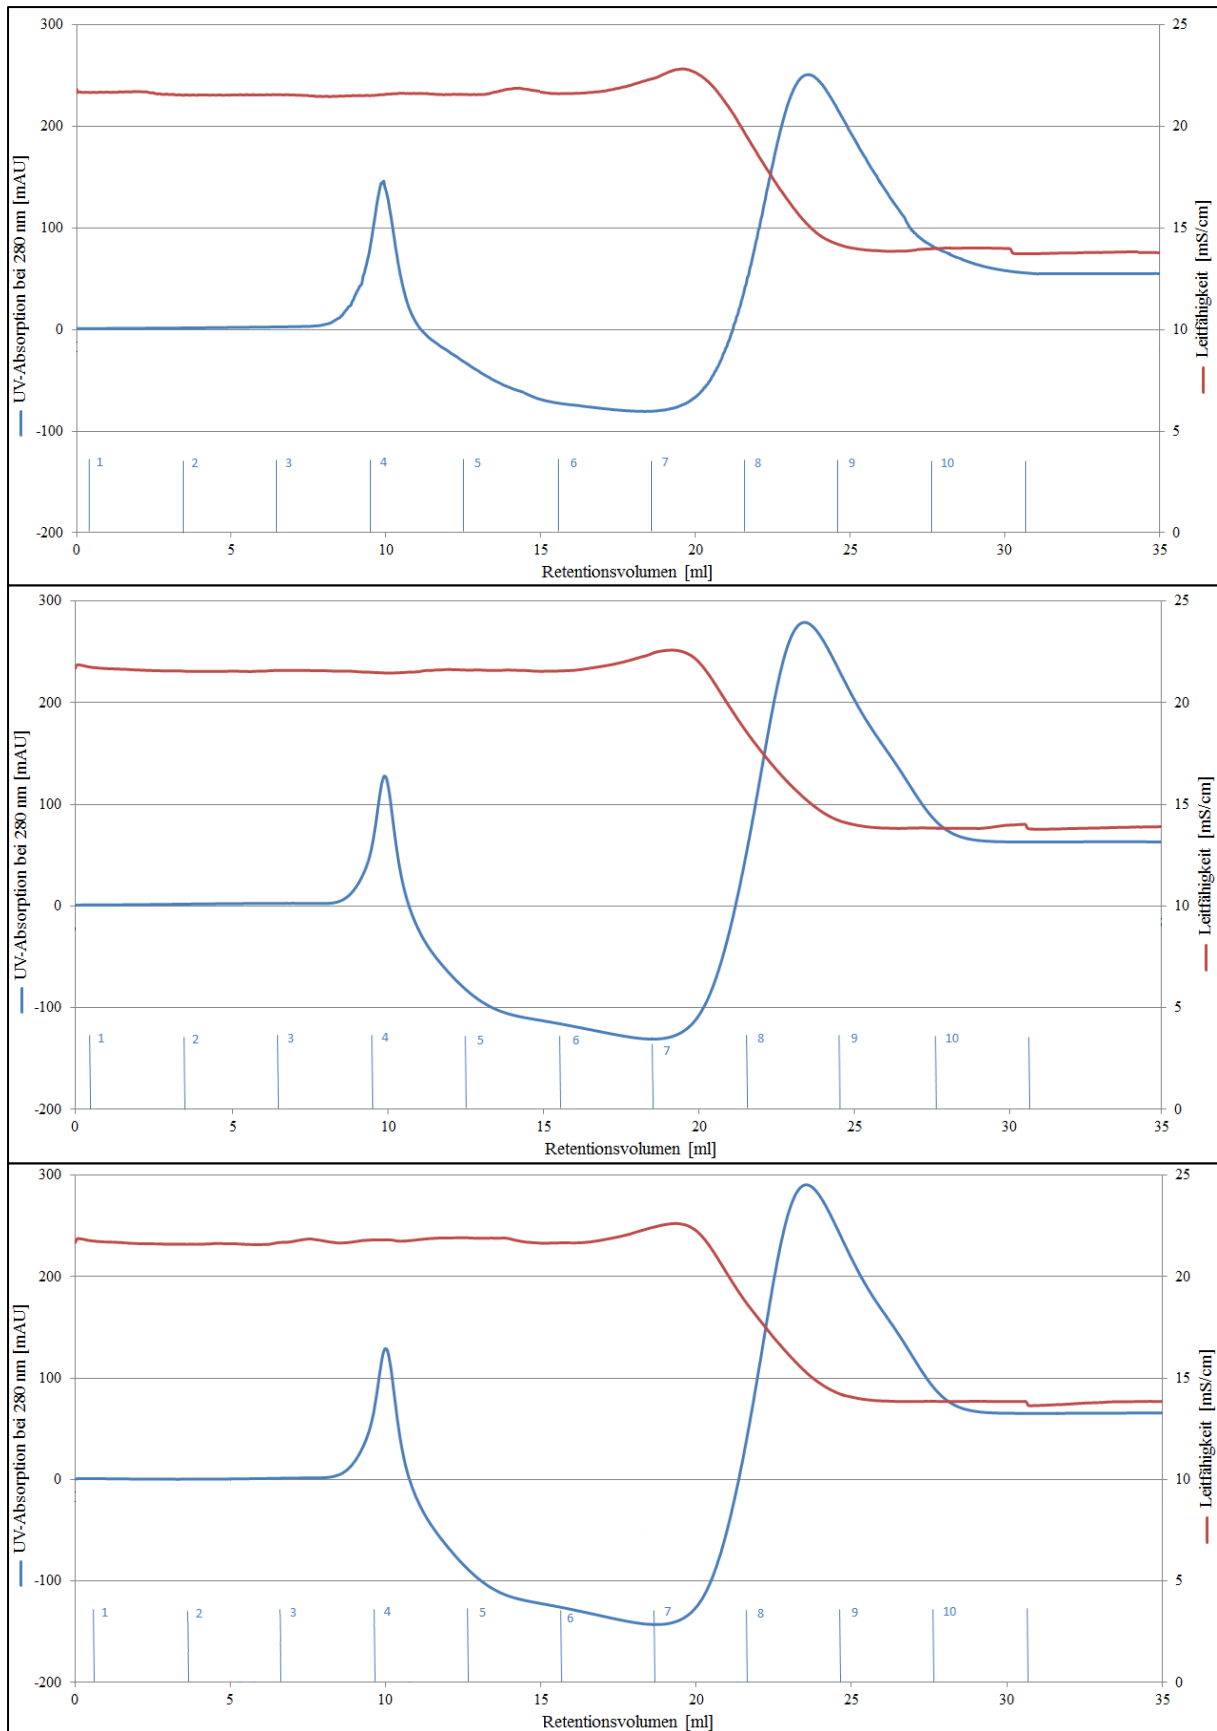 300
25
200
20
100
15
0
10
-100
5
-200
0
UV-Absorption bei 280 nm [mAU]
Leitfähigkeit [mS/cm]
1 2 3 4 5 6 7 8 9 10
0 5 10 15 20 25 30 35
Retentionsvolumen [ml]
300
25
200
20
100
15
0
10
-100
5
-200
0
UV-Absorption bei 280 nm [mAU]
Leitfähigkeit [mS/cm]
1 2 3 4 5 6 7 8 9 10
0 5 10 15 20 25 30 35
Retentionsvolumen [ml]
300
25
200
20
100
15
0
10
-100
5
-200
0
UV-Absorption bei 280 nm [mAU]
Leitfähigkeit [mS/cm]
1 2 3 4 5 6 7 8 9 10
0 5 10 15 20 25 30 35
Retentionsvolumen [ml]